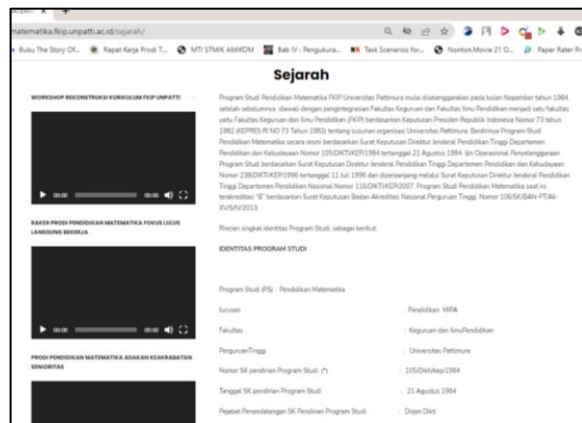 matematika.fkip.unpatti.ac.id/sejarah/
Buku The Story Of...
Rapat Kerja Prodi T...
MTI STMIK AMIKOM
Bab IV : Pengukura...
Task Scenarios for...
Nonton Movie 21 O...
Paper Rater Pro
Sejarah
WORKSHOP REKONSTRUKSI KURIKULUM FKIP UNPATTI
00:00 00:00
RAKER PRODI PENDIDIKAN MATEMATIKA FOKUS LULUS
LANGSUNG BEKERJA
00:00 00:00
PRODI PENDIDIKAN MATEMATIKA ADAKAN KEAKRABATAN
SENIORITAS
Program Studi Pendidikan Matematika FKIP Universitas Pattimura mulai diselenggarakan pada bulan Nopember tahun 1984,
setelah sebelumnya diawali dengan pengintegrasian Fakultas Keguruan dan Fakultas Ilmu Pendidikan menjadi satu fakultas
yaitu Fakultas Keguruan dan Ilmu Pendidikan (FKIP) berdasarkan Keputusan Presiden Republik Indonesia Nomor 73 tahun
1982 (KEPRES RI NO 73 Tahun 1982) tentang susunan organisasi Universitas Pattimura. Berdirinya Program Studi
Pendidikan Matematika secara resmi berdasarkan Surat Keputusan Direktur Jenderal Pendidikan Tinggi Departemen
Pendidikan dan Kebudayaan Nomor 105/DIKTI/KEP/1984 tertanggal 21 Agustus 1984. Ijin Operasional Penyelenggaraan
Program Studi berdasarkan Surat Keputusan Direktur Jenderal Pendidikan Tinggi Departemen Pendidikan dan Kebudayaan
Nomor 238/DIKTI/KEP/1996 tertanggal 11 Juli 1996 dan diperpanjang melalui Surat Keputusan Direktur Jenderal Pendidikan
Tinggi Departemen Pendidikan Nasional Nomor 116/DIKTI/KEP/2007. Program Studi Pendidikan Matematika saat ini
terakreditasi "B" berdasarkan Surat Keputusan Badan Akreditasi Nasional Perguruan Tinggi, Nomor 106/SK/BAN-PT/Ak-
XV/S/IV/2013.
Rincian singkat identitas Program Studi, sebagai berikut:
IDENTITAS PROGRAM STUDI
Program Studi (PS) : Pendidikan Matematika
Jurusan : Pendidikan MIPA
Fakultas : Keguruan dan IlmuPendidikan
PerguruanTinggi : Universitas Pattimura
Nomor SK pendirian Program Studi (*) : 105/Dikti/kep/1984
Tanggal SK pendirian Program Studi : 21 Agustus 1984
Pejabat Penandatangan SK Pendirian Program Studi : Dirjen Dikti